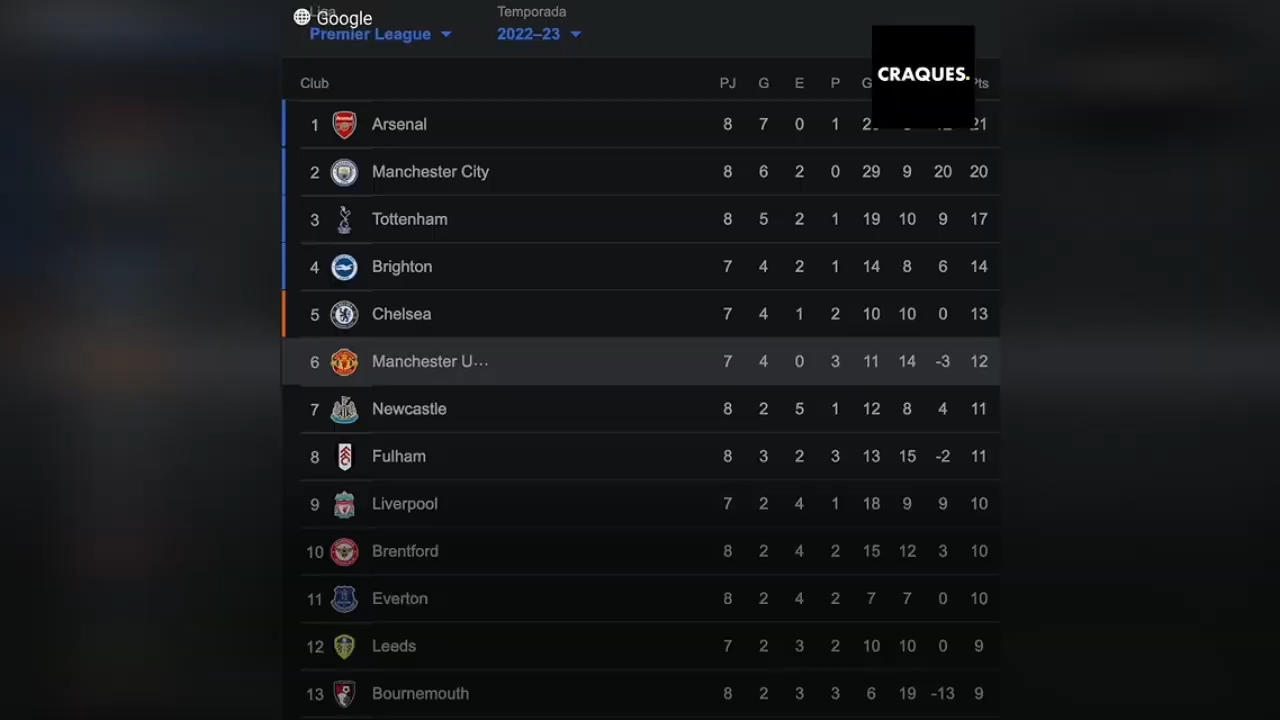 Google
Temporada
Premier League 2022–23
CRAQUES.
Club PJ G E P Pts
1 Arsenal 8 7 0 1 21
2 Manchester City 8 6 2 0 29 9 20 20
3 Tottenham 8 5 2 1 19 10 9 17
4 Brighton 7 4 2 1 14 8 6 14
5 Chelsea 7 4 1 2 10 10 0 13
6 Manchester U... 7 4 0 3 11 14 -3 12
7 Newcastle 8 2 5 1 12 8 4 11
8 Fulham 8 3 2 3 13 15 -2 11
9 Liverpool 7 2 4 1 18 9 9 10
10 Brentford 8 2 4 2 15 12 3 10
11 Everton 8 2 4 2 7 7 0 10
12 Leeds 7 2 3 2 10 10 0 9
13 Bournemouth 8 2 3 3 6 19 -13 9